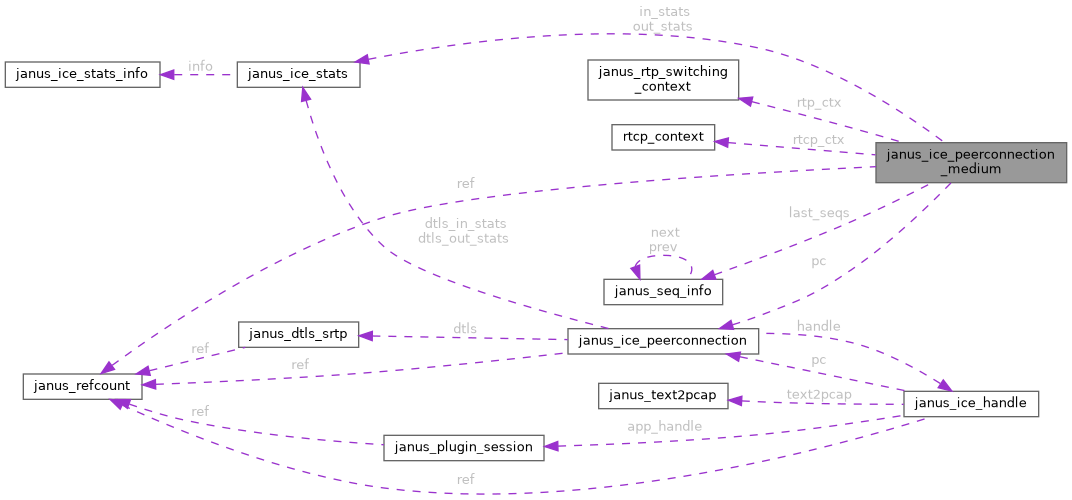 in_stats
out_stats
janus_ice_stats_info
info
janus_ice_stats
janus_rtp_switching
_context
rtp_ctx
rtcp_context
rtcp_ctx
janus_ice_peerconnection
_medium
ref
last_seqs
dtls_in_stats
dtls_out_stats
next
prev
pc
janus_seq_info
janus_dtls_srtp
dtls
janus_ice_peerconnection
handle
ref
ref
pc
janus_refcount
janus_text2pcap
text2pcap
janus_ice_handle
ref
app_handle
janus_plugin_session
ref